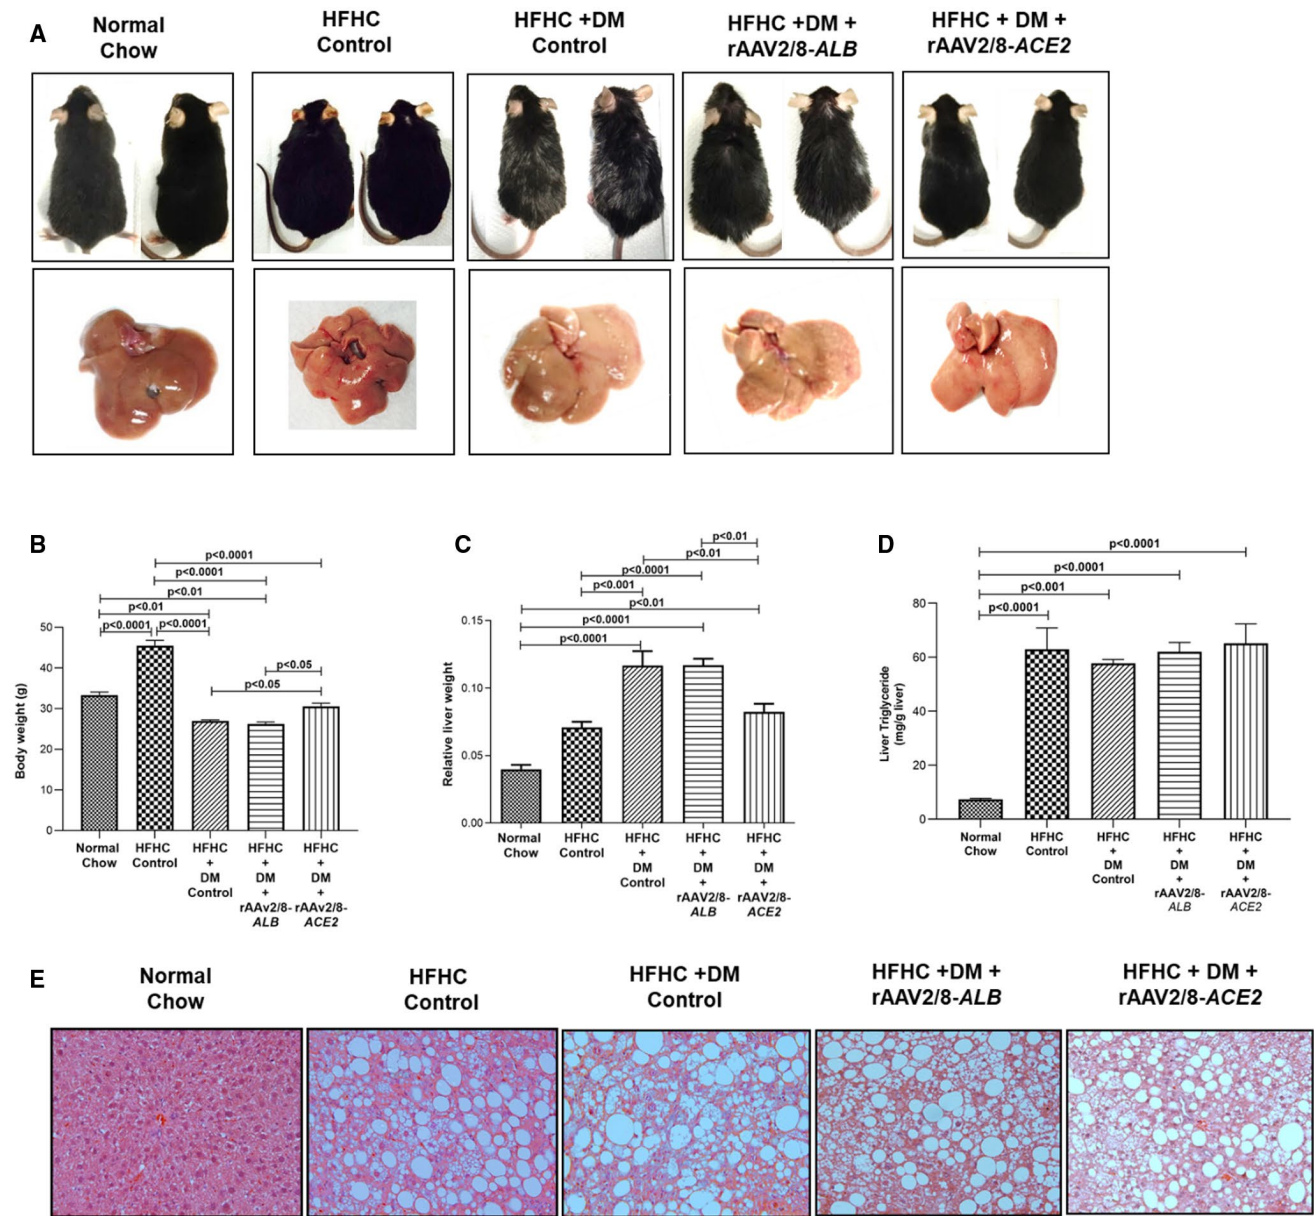 A
Normal
Chow
HFHC
Control
HFHC +DM
Control
HFHC +DM +
rAAV2/8-ALB
HFHC + DM +
rAAV2/8-ACE2
B
p<0.0001
p<0.0001
p<0.01
p<0.01
p<0.0001
p<0.0001
p<0.05
p<0.05
Body weight (g)
50
40
30
20
10
0
Normal
Chow
HFHC
Control
HFHC
+
DM
Control
HFHC
+
DM
+
rAAv2/8-
ALB
HFHC
+
DM
+
rAAv2/8-
ACE2
C
p<0.01
p<0.01
p<0.0001
p<0.001
p<0.01
p<0.0001
p<0.0001
Relative liver weight
0.15
0.10
0.05
0.00
Normal
Chow
HFHC
Control
HFHC
+
DM
Control
HFHC
+
DM
+
rAAV2/8-
ALB
HFHC
+
DM
+
rAAV2/8-
ACE2
D
p<0.0001
p<0.0001
p<0.001
p<0.0001
Liver Triglyceride
(mg/g liver)
80
60
40
20
0
Normal
Chow
HFHC
Control
HFHC
+
DM
Control
HFHC
+
DM
+
rAAV2/8-
ALB
HFHC
+
DM
+
rAAV2/8-
ACE2
E
Normal
Chow
HFHC
Control
HFHC +DM
Control
HFHC +DM +
rAAV2/8-ALB
HFHC + DM +
rAAV2/8-ACE2